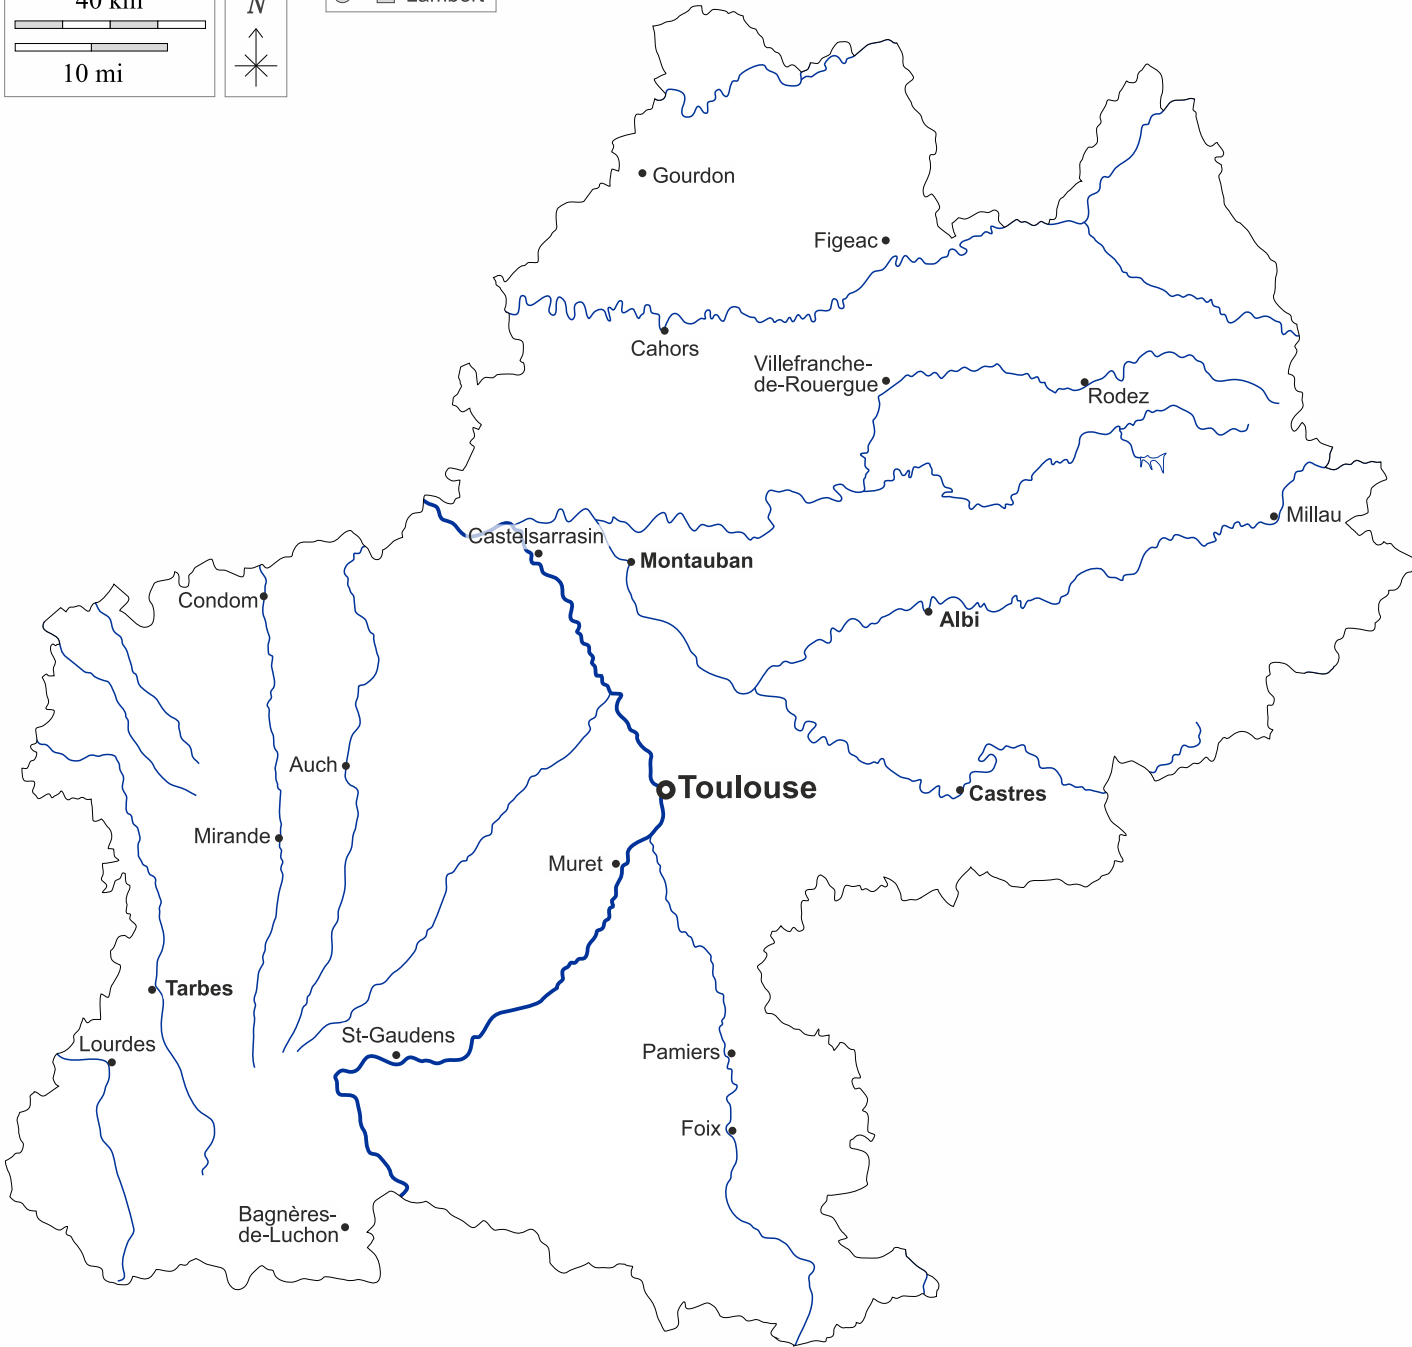 40 km
10 mi
N
Lambert
Gourdon
Figeac
Cahors
Villefranche-
de-Rouergue
Rodez
Millau
Castelsarrasin
Montauban
Condom
Albi
Auch
Toulouse
Castres
Mirande
Muret
Tarbes
St-Gaudens
Lourdes
Pamiers
Foix
Bagnères-
de-Luchon